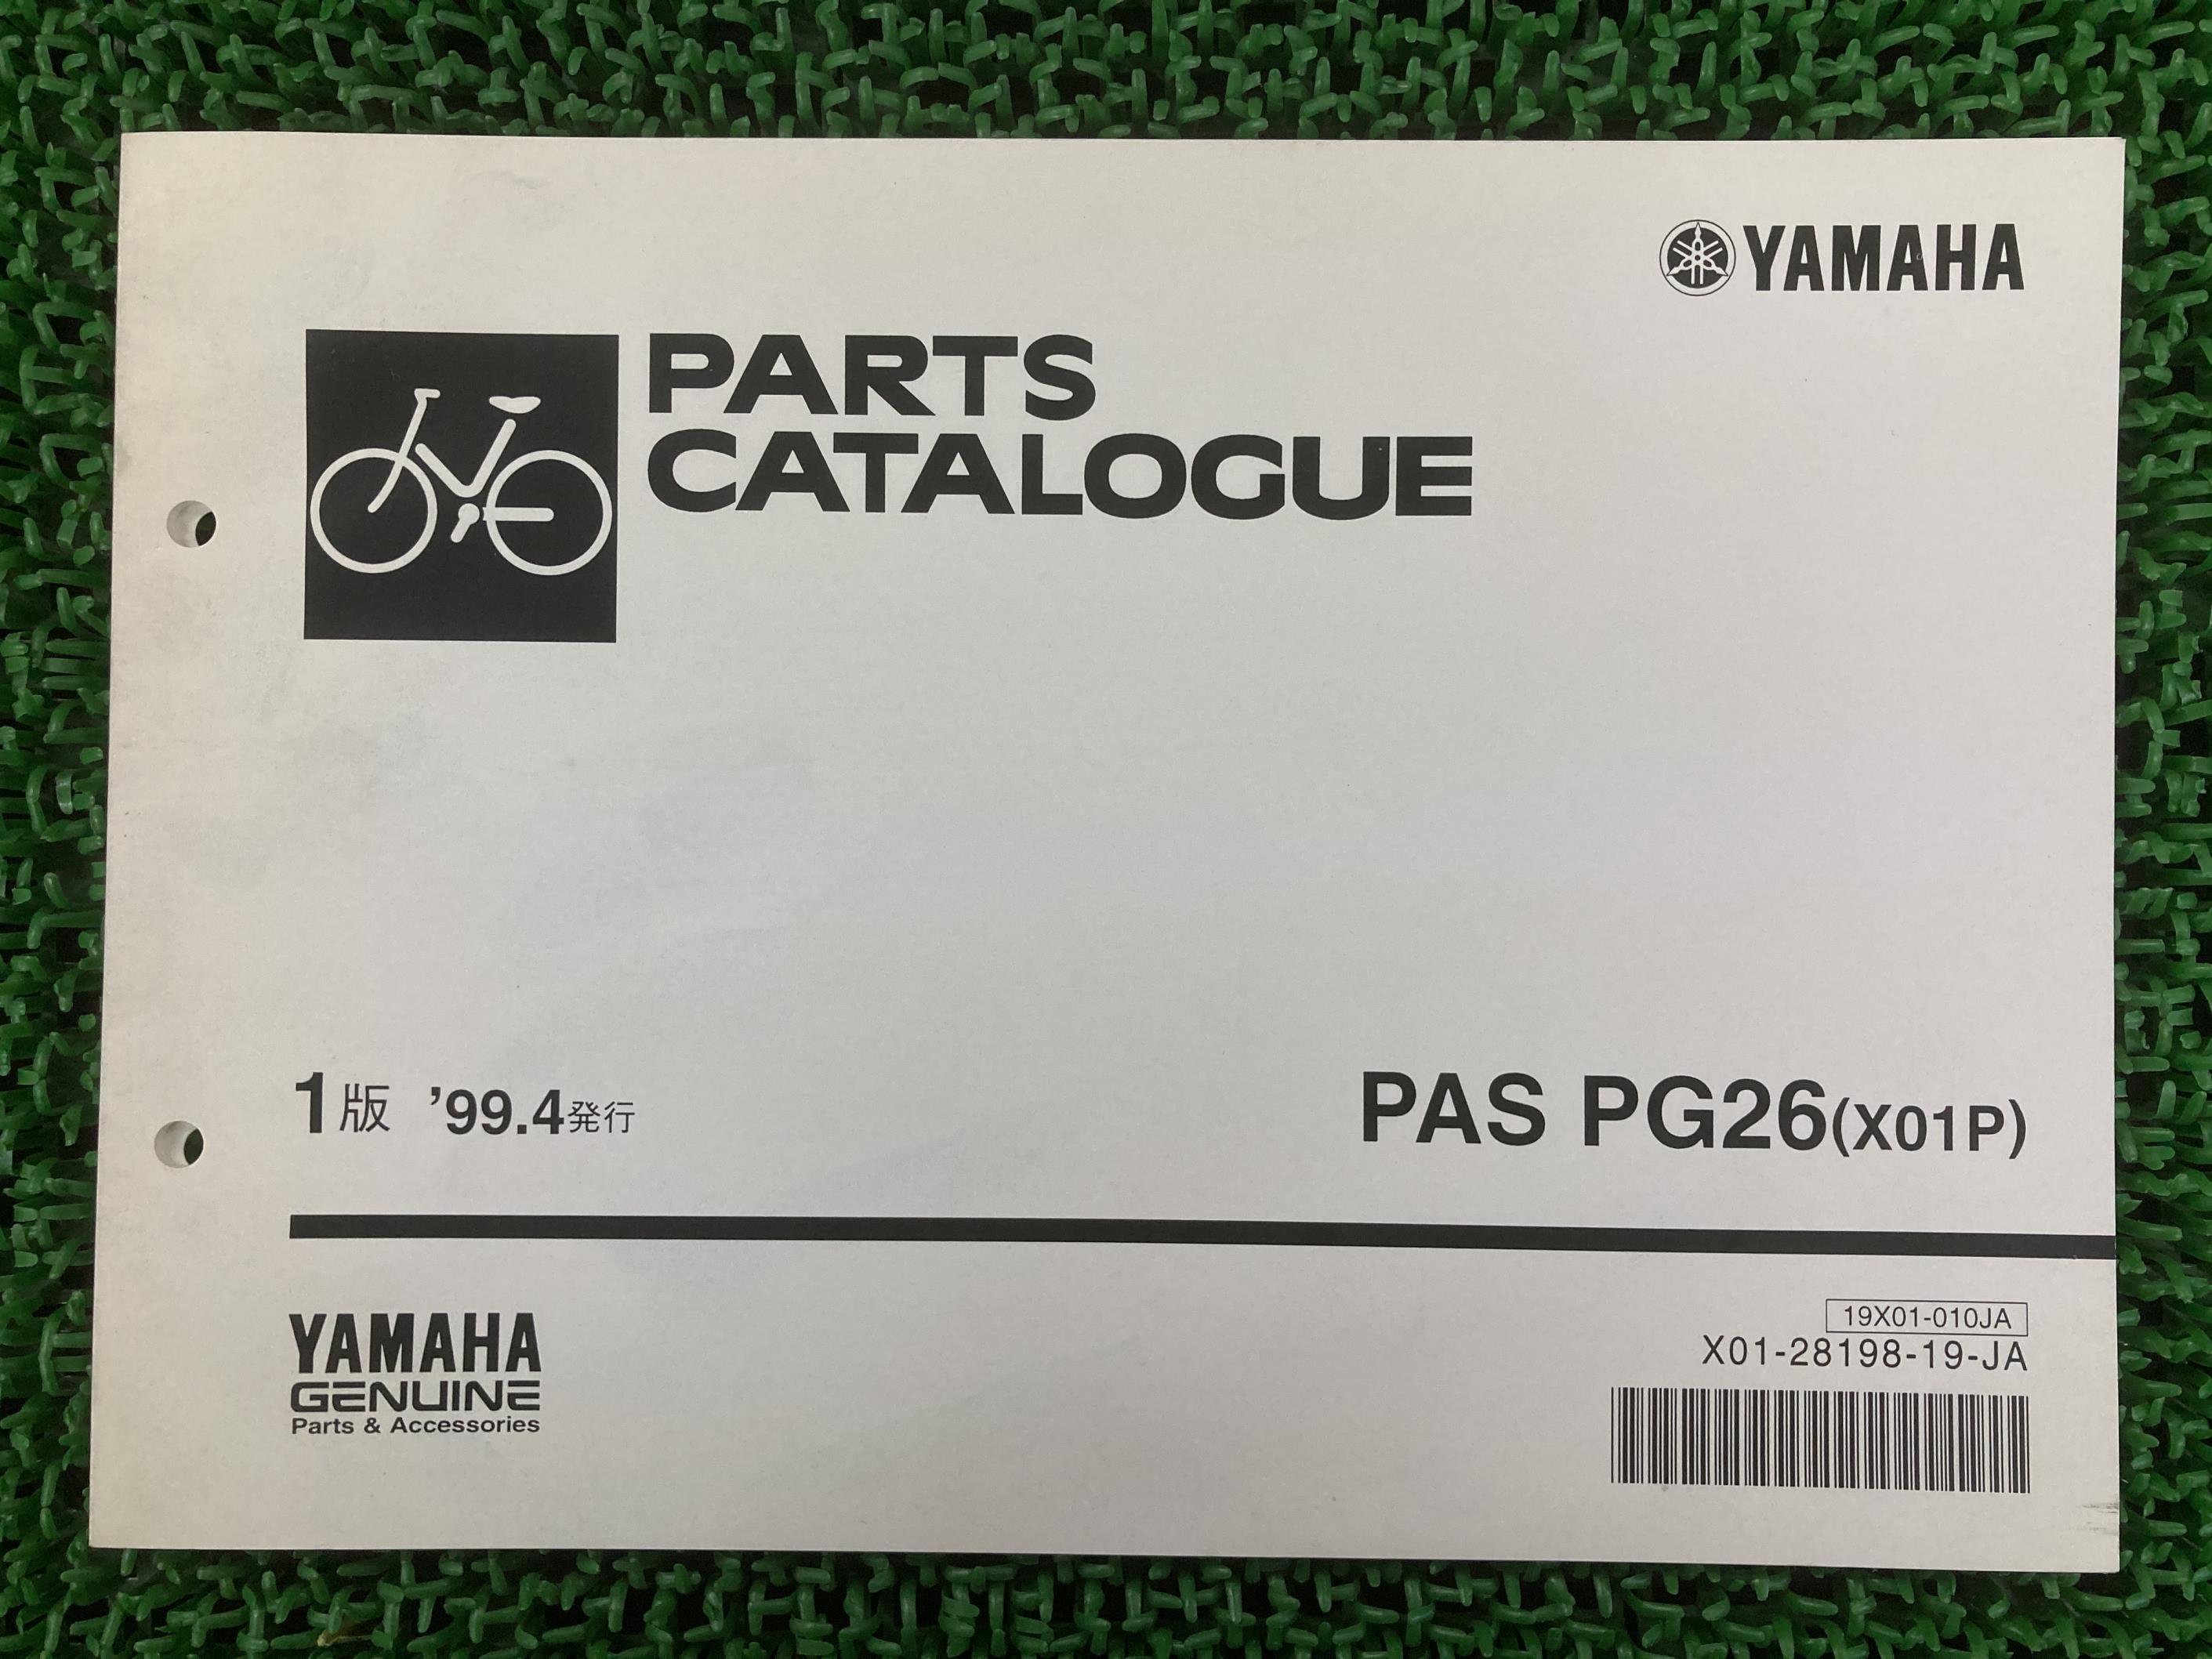 YAMAHA
PARTS
CATALOGUE
1版 '99.4発行
PAS PG26(X01P)
YAMAHA
GENUINE
Parts & Accessories
19X01-010JA
X01-28198-19-JA